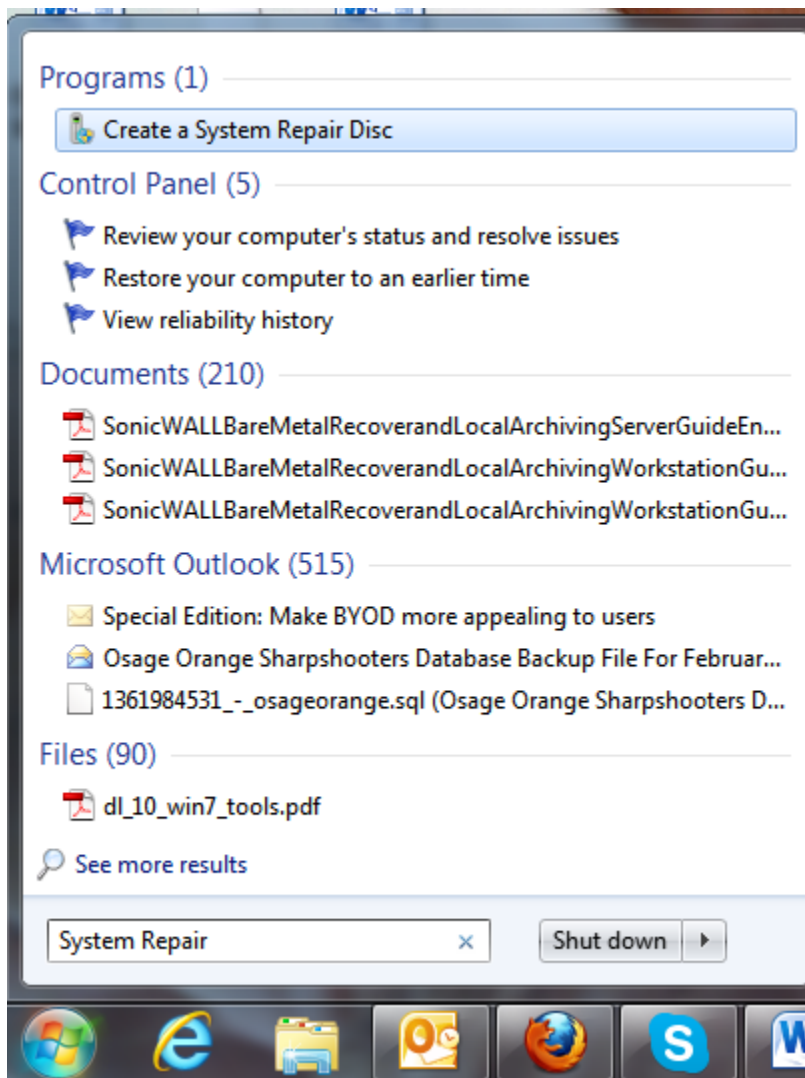 Programs (1)
Create a System Repair Disc
Control Panel (5)
Review your computer's status and resolve issues
Restore your computer to an earlier time
View reliability history
Documents (210)
SonicWALLBareMetalRecoverandLocalArchivingServerGuideEn...
SonicWALLBareMetalRecoverandLocalArchivingWorkstationGu...
SonicWALLBareMetalRecoverandLocalArchivingWorkstationGu...
Microsoft Outlook (515)
Special Edition: Make BYOD more appealing to users
Osage Orange Sharpshooters Database Backup File For Februar...
1361984531_-_osageorange.sql (Osage Orange Sharpshooters D...
Files (90)
dl_10_win7_tools.pdf
See more results
System Repair
Shut down